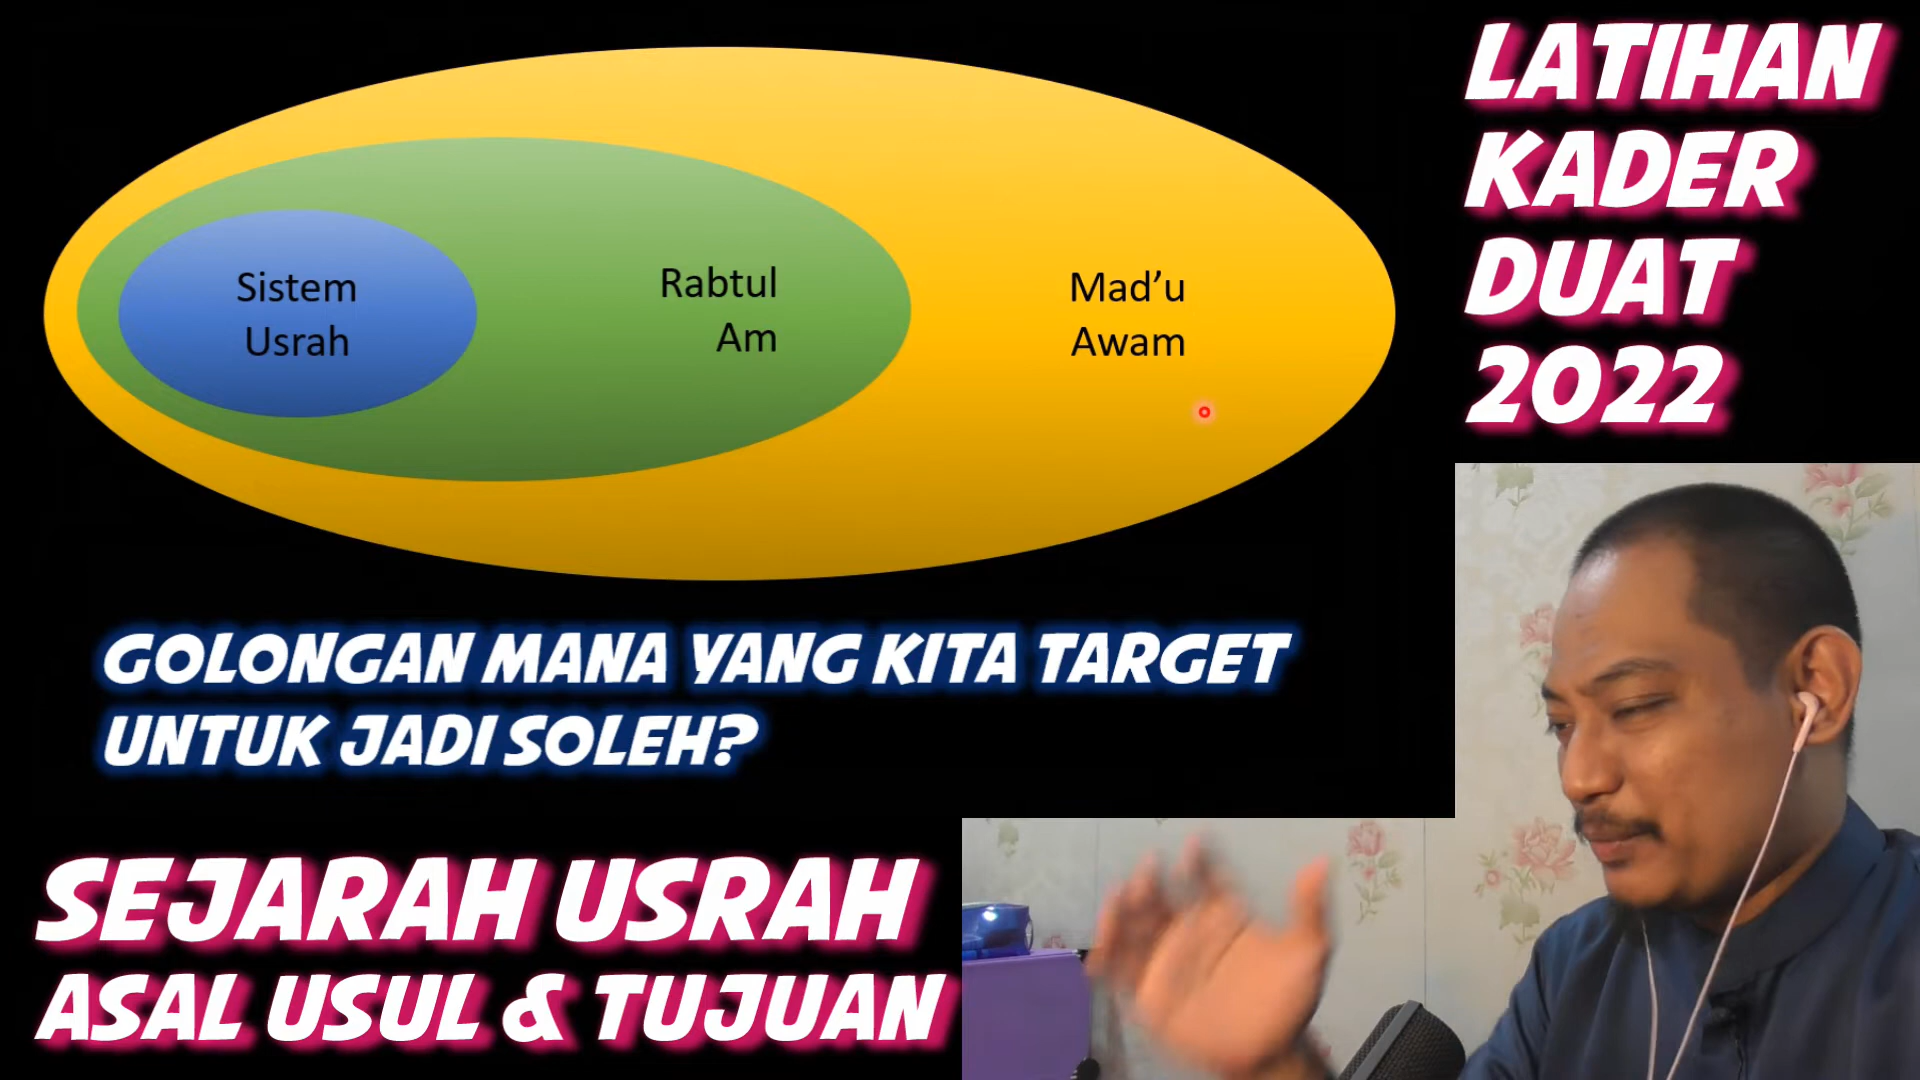 Sistem
Usrah
Rabtul
Am
Mad’u
Awam
LATIHAN
KADER
DUAT
2022
GOLONGAN MANA YANG KITA TARGET
UNTUK JADI SOLEH?
SEJARAH USRAH
ASAL USUL & TUJUAN